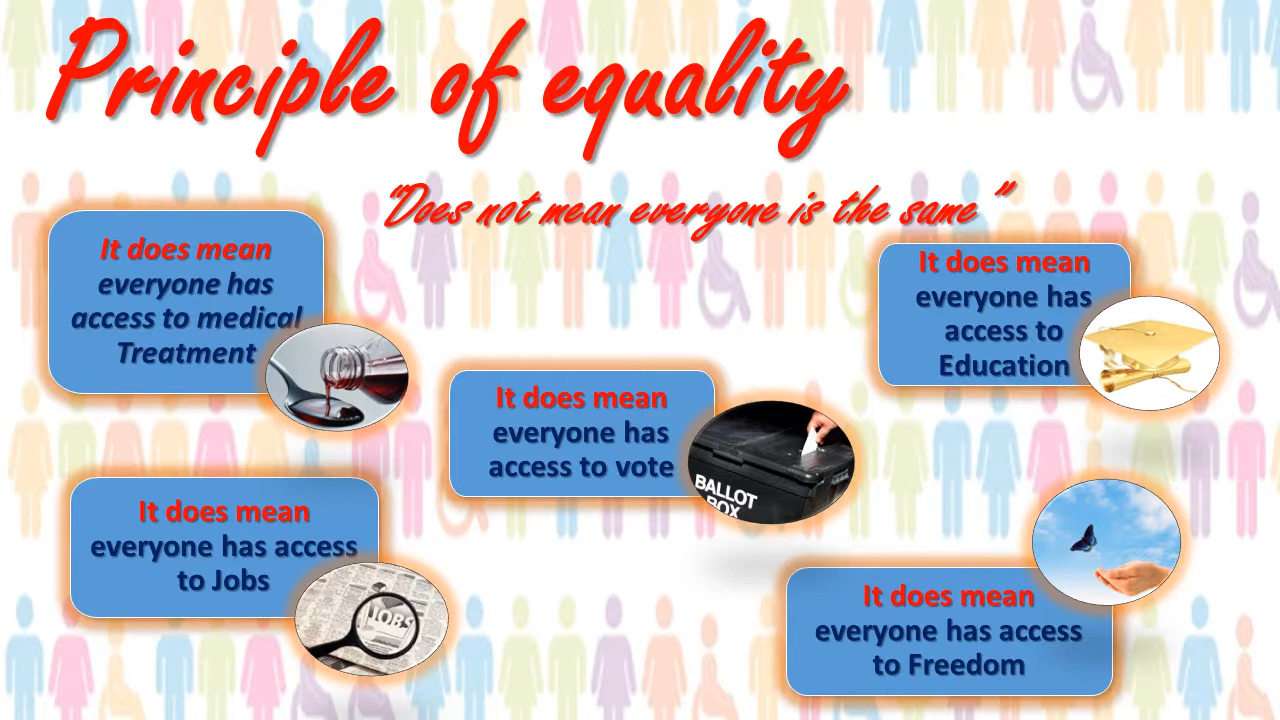 Principle of equality
“Does not mean everyone is the same”
It does mean
everyone has
access to medical
Treatment
It does mean
everyone has
access to
Education
It does mean
everyone has
access to vote
BALLOT
BOX
It does mean
everyone has access
to Jobs
JOBS
It does mean
everyone has access
to Freedom